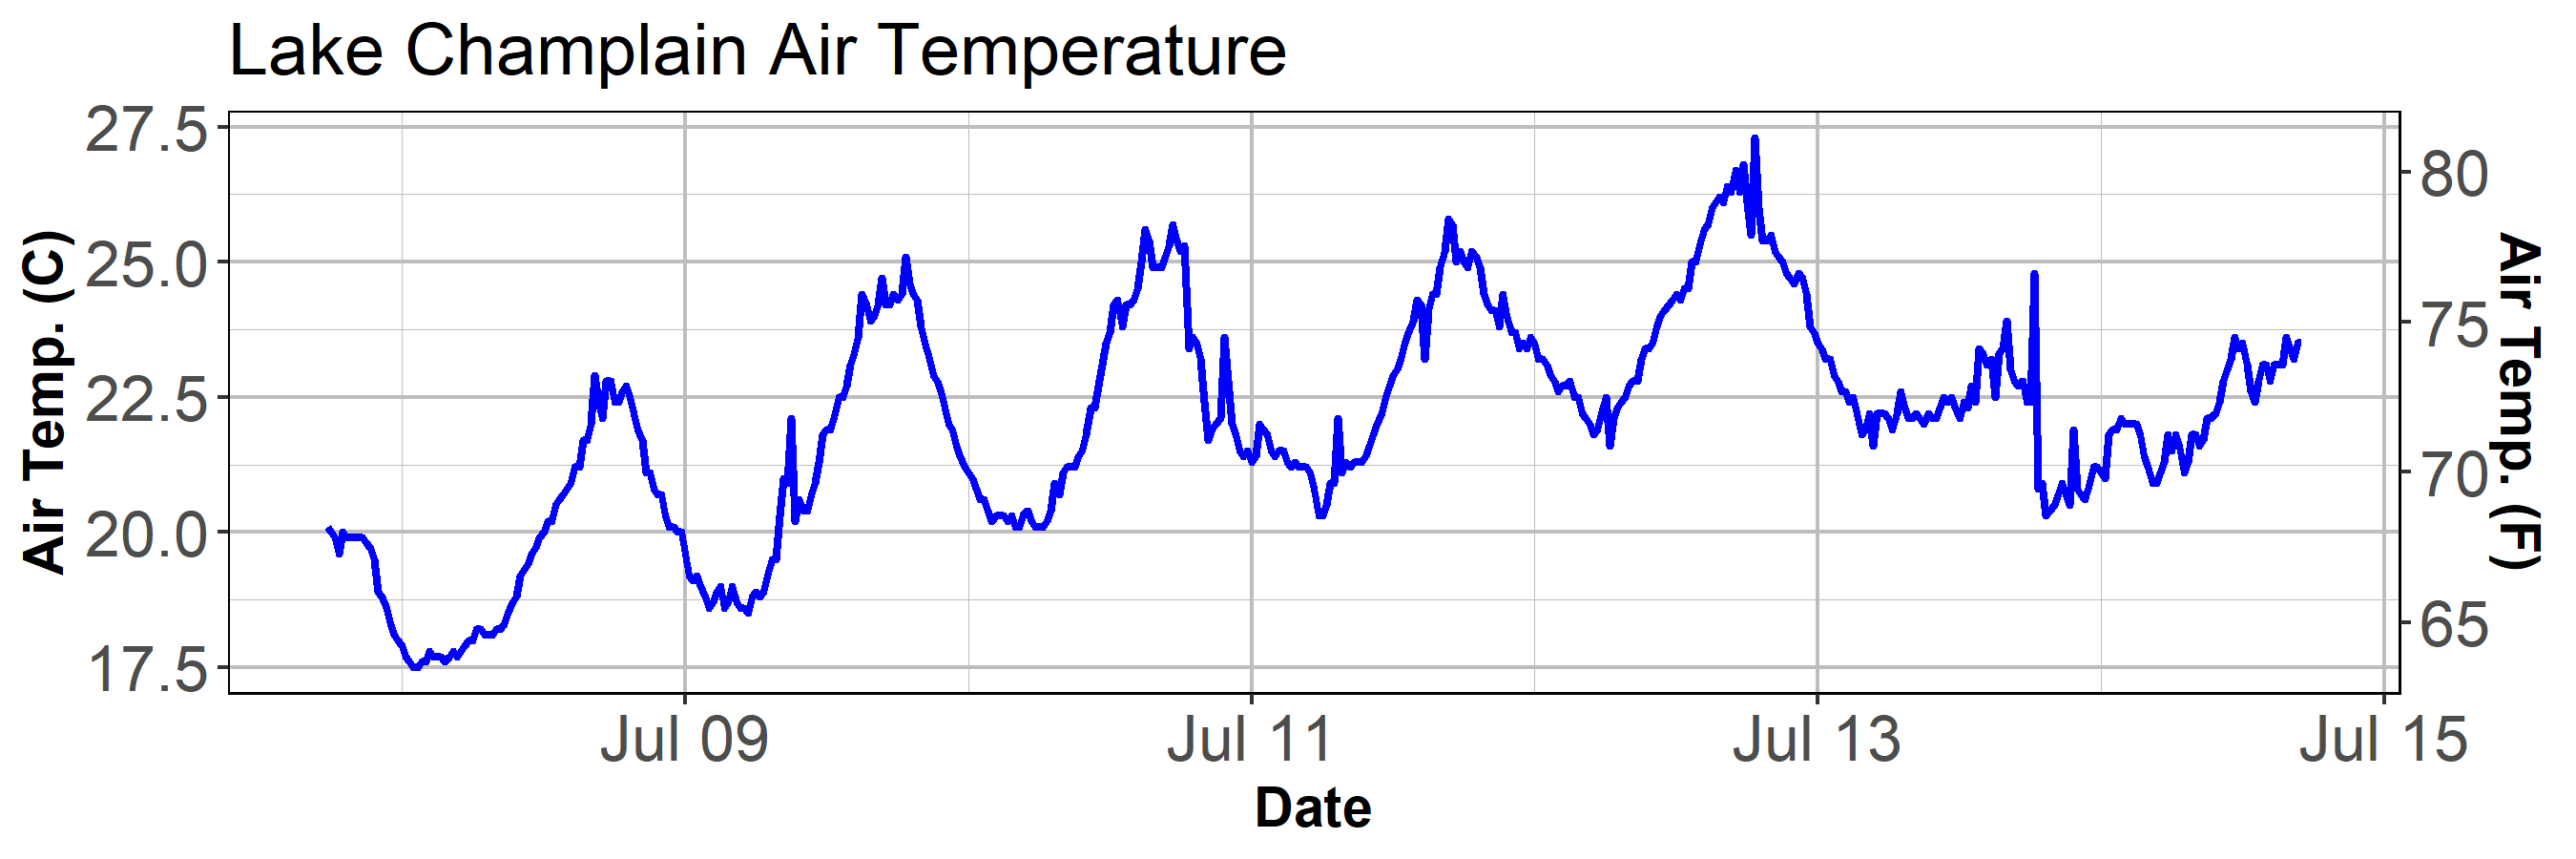 Lake Champlain Air Temperature
Air Temp. (C)
27.5
25.0
22.5
20.0
17.5
80
75
70
65
Air Temp. (F)
Jul 09 Jul 11 Jul 13 Jul 15
Date